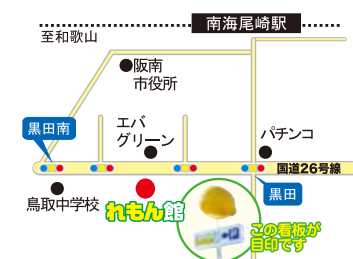 南海尾崎駅
至和歌山
阪南
市役所
エバ
グリーン
パチンコ
黒田南
国道26号線
黒田
鳥取中学校
れもん館
この看板が
目印です